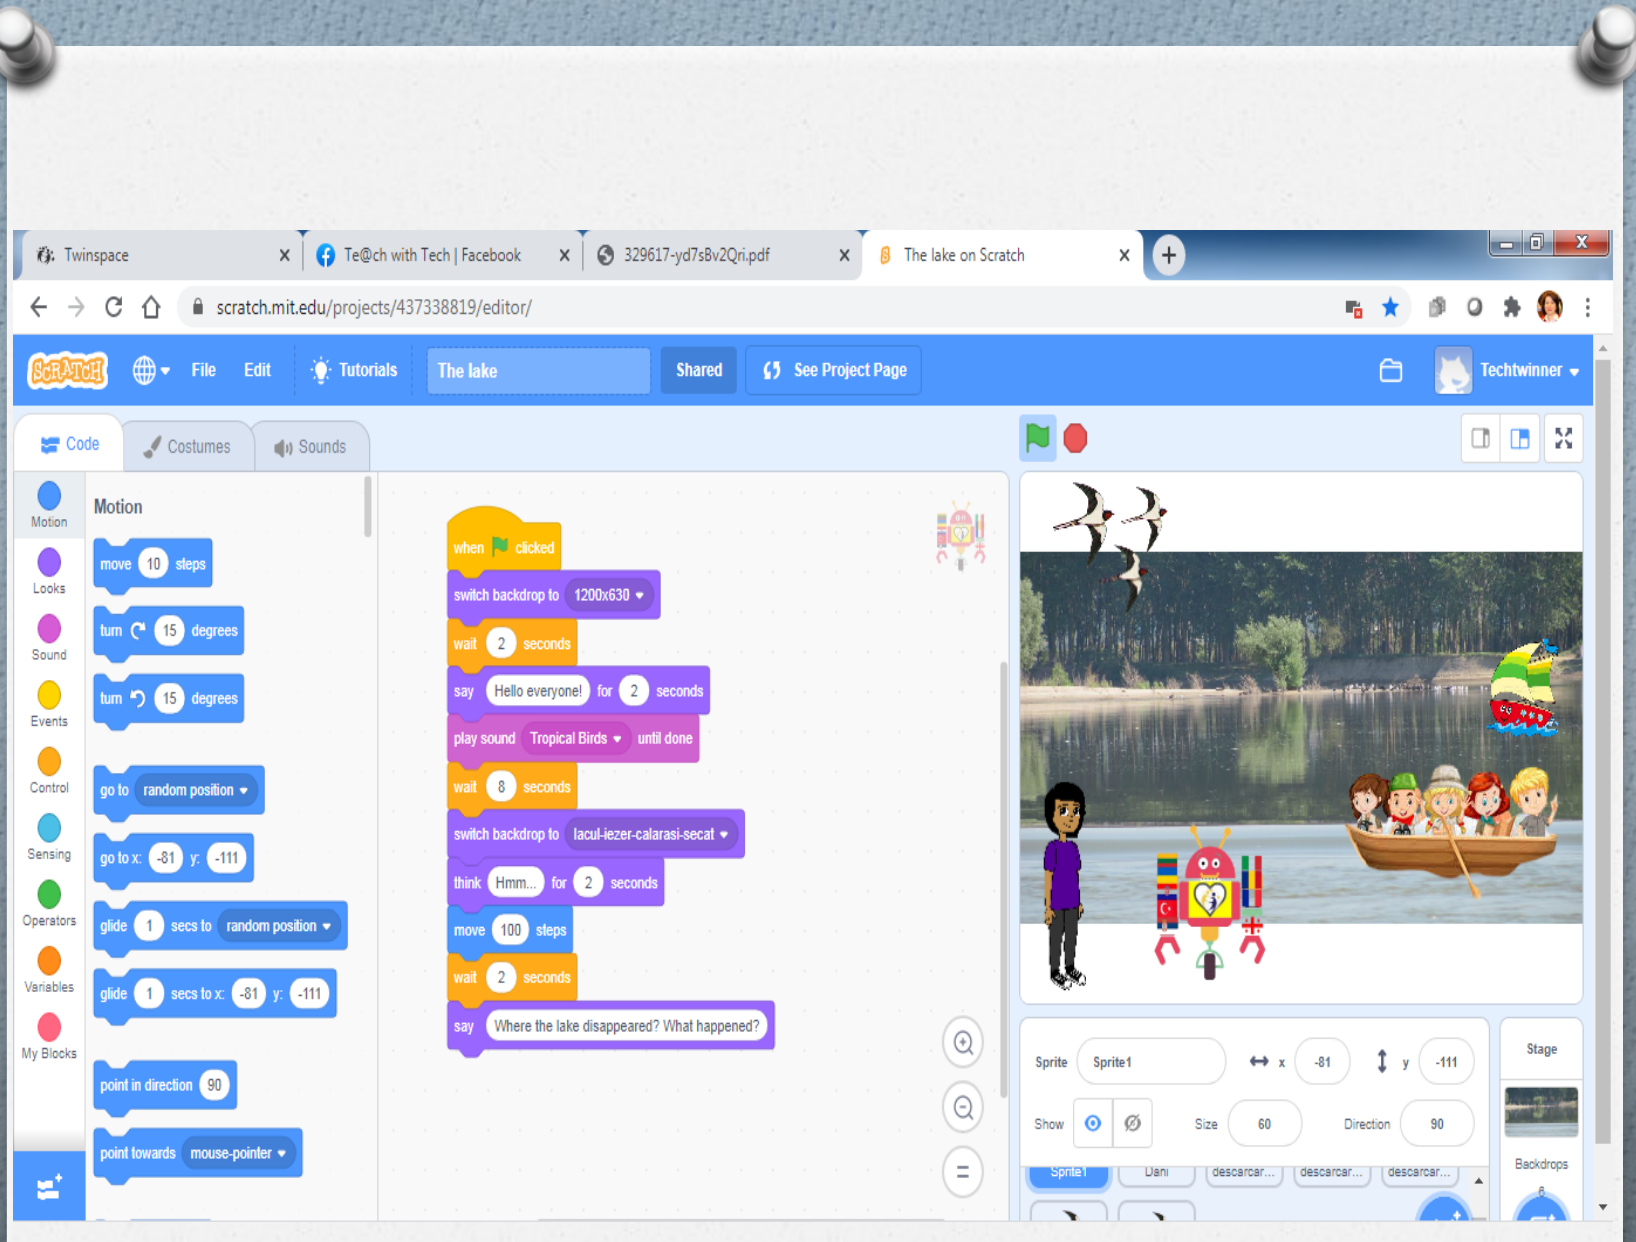 Twinspace
Te@ch with Tech | Facebook
329617-yd7sBv2Qri.pdf
The lake on Scratch
scratch.mit.edu/projects/437338819/editor/
SCRATCH
File
Edit
Tutorials
The lake
Shared
See Project Page
Techtwinner
Code
Costumes
Sounds
Motion
Looks
Sound
Events
Control
Sensing
Operators
Variables
My Blocks
Motion
move 10 steps
turn 15 degrees
turn 15 degrees
go to random position
go to x: -81 y: -111
glide 1 secs to random position
glide 1 secs to x: -81 y: -111
point in direction 90
point towards mouse-pointer
when clicked
switch backdrop to 1200x630
wait 2 seconds
say Hello everyone! for 2 seconds
play sound Tropical Birds until done
wait 8 seconds
switch backdrop to lacul-iezer-calarasi-secat
think Hmm... for 2 seconds
move 100 steps
wait 2 seconds
say Where the lake disappeared? What happened?
Sprite Sprite1 x -81 y -111
Show Size 60 Direction 90
Sprite1 Dani descarcar... descarcar... descarcar...
Stage
Backdrops
6